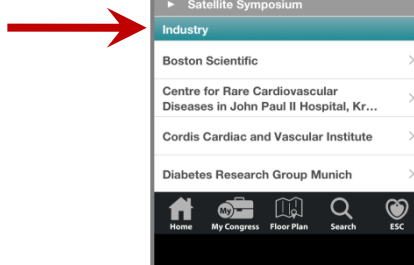 ▸ Satellite Symposium
Industry
Boston Scientific
Centre for Rare Cardiovascular
Diseases in John Paul II Hospital, Kr...
Cordis Cardiac and Vascular Institute
Diabetes Research Group Munich
My
Home My Congress Floor Plan Search ESC